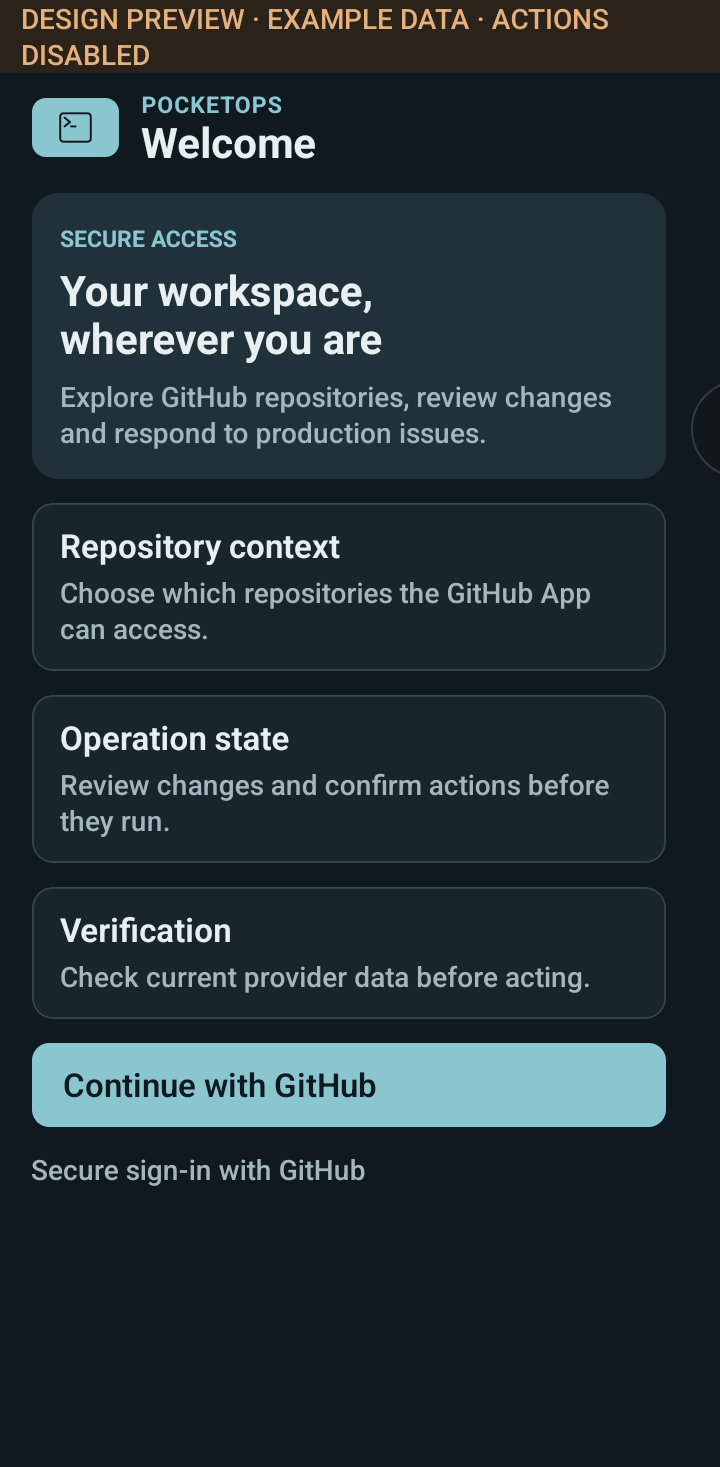 DESIGN PREVIEW · EXAMPLE DATA · ACTIONS
DISABLED
POCKETOPS
Welcome
SECURE ACCESS
Your workspace,
wherever you are
Explore GitHub repositories, review changes
and respond to production issues.
Repository context
Choose which repositories the GitHub App
can access.
Operation state
Review changes and confirm actions before
they run.
Verification
Check current provider data before acting.
Continue with GitHub
Secure sign-in with GitHub